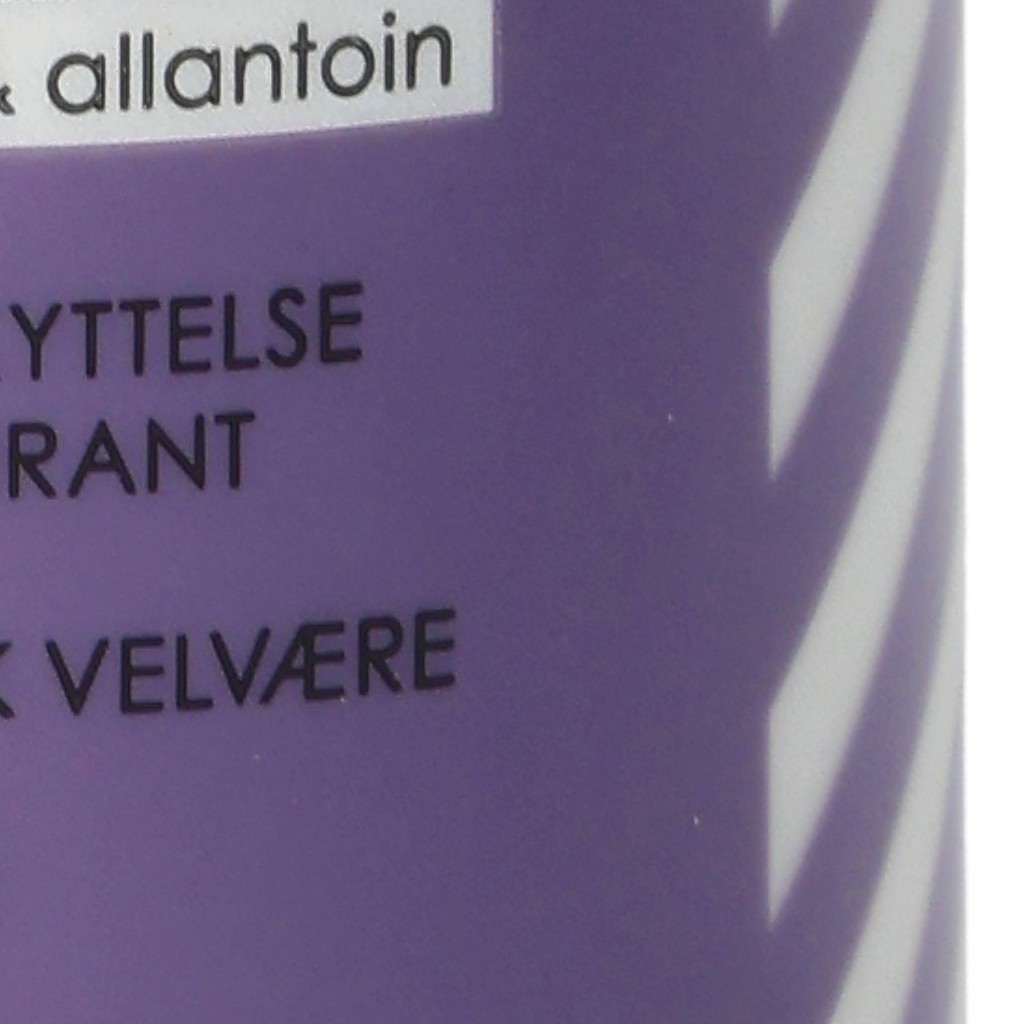 & allantoin
YTTELSE
RANT
K VELVÆRE